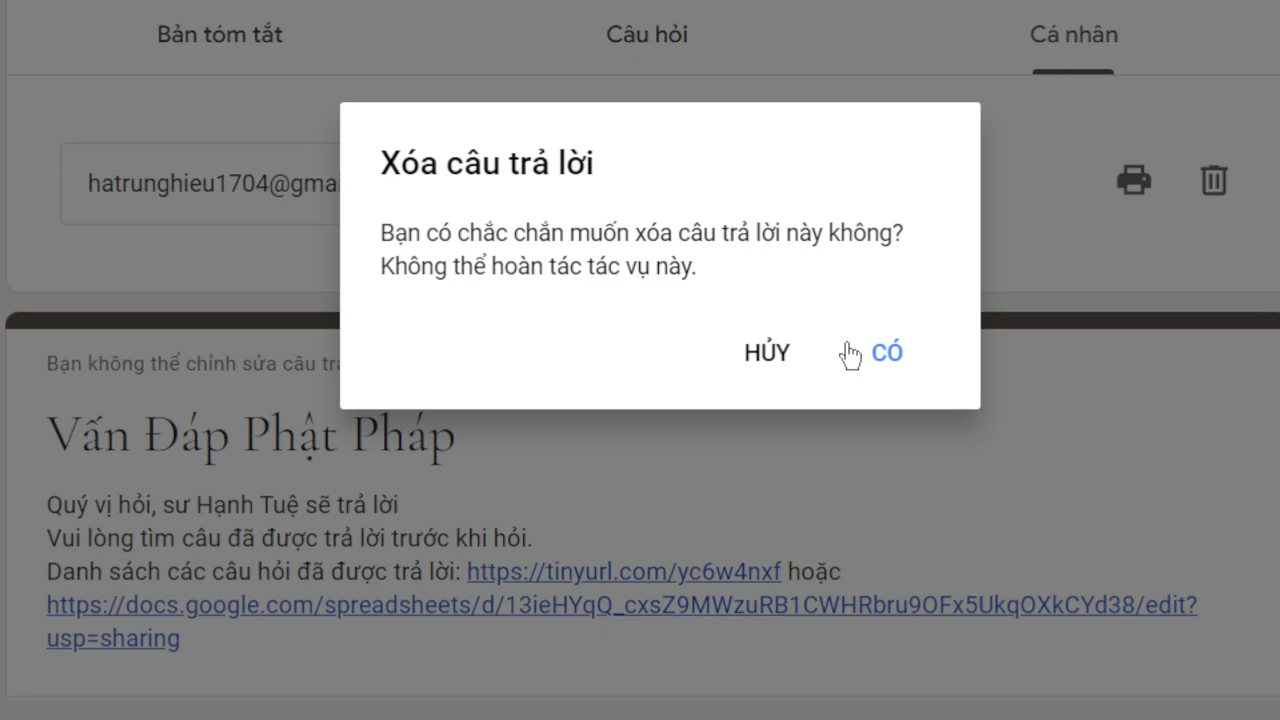 Bản tóm tắt
Câu hỏi
Cá nhân
hatrunghieu1704@gmai
Xóa câu trả lời
Bạn có chắc chắn muốn xóa câu trả lời này không?
Không thể hoàn tác tác vụ này.
HỦY
CÓ
Bạn không thể chỉnh sửa câu
Vấn Đáp Phật Pháp
Quý vị hỏi, sư Hạnh Tuệ sẽ trả lời
Vui lòng tìm câu đã được trả lời trước khi hỏi.
Danh sách các câu hỏi đã được trả lời: https://tinyurl.com/yc6w4nxf hoặc
https://docs.google.com/spreadsheets/d/13ieHYqQ_cxsZ9MWzuRB1CWHRbru9OFx5UkqOXkCYd38/edit?
usp=sharing